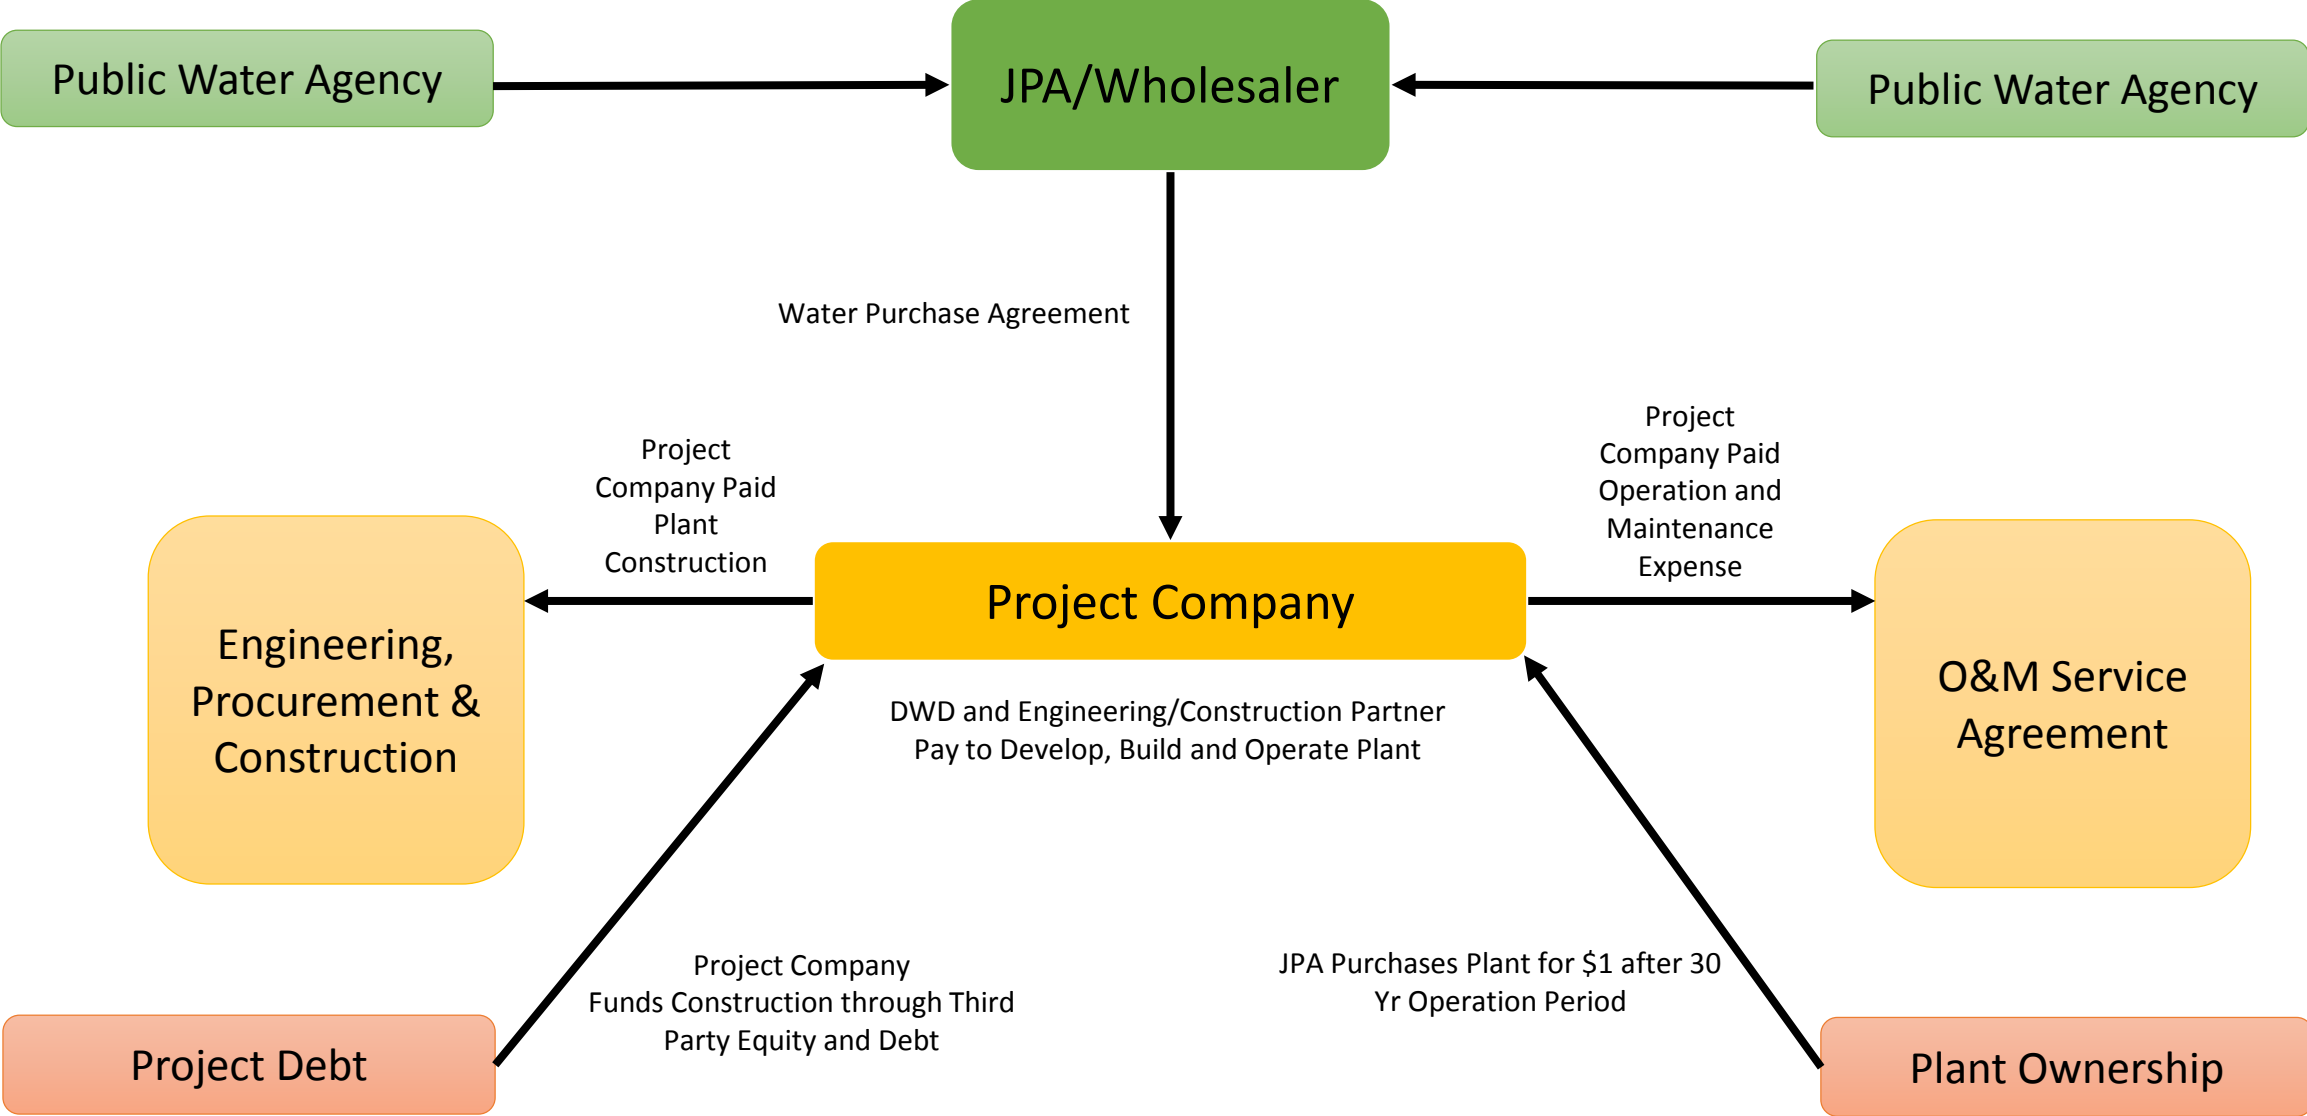 Public Water Agency
JPA/Wholesaler
Public Water Agency
Water Purchase Agreement
Project
Company Paid
Plant
Construction
Project
Company Paid
Operation and
Maintenance
Expense
Engineering,
Procurement &
Construction
Project Company
DWD and Engineering/Construction Partner
Pay to Develop, Build and Operate Plant
O&M Service
Agreement
Project Company
Funds Construction through Third
Party Equity and Debt
JPA Purchases Plant for $1 after 30
Yr Operation Period
Project Debt
Plant Ownership